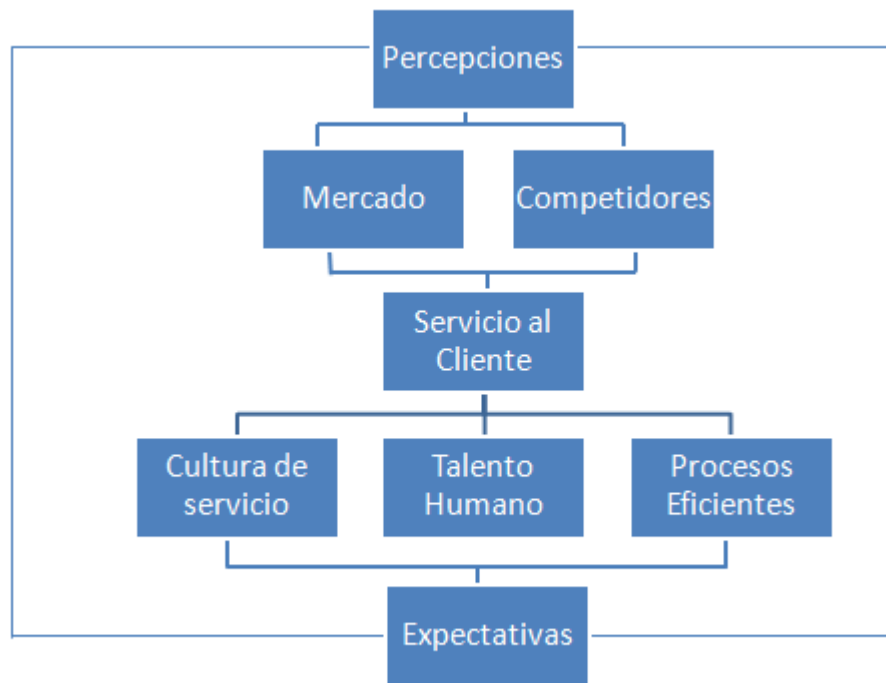 Percepciones
Mercado
Competidores
Servicio al
Cliente
Cultura de
servicio
Talento
Humano
Procesos
Eficientes
Expectativas